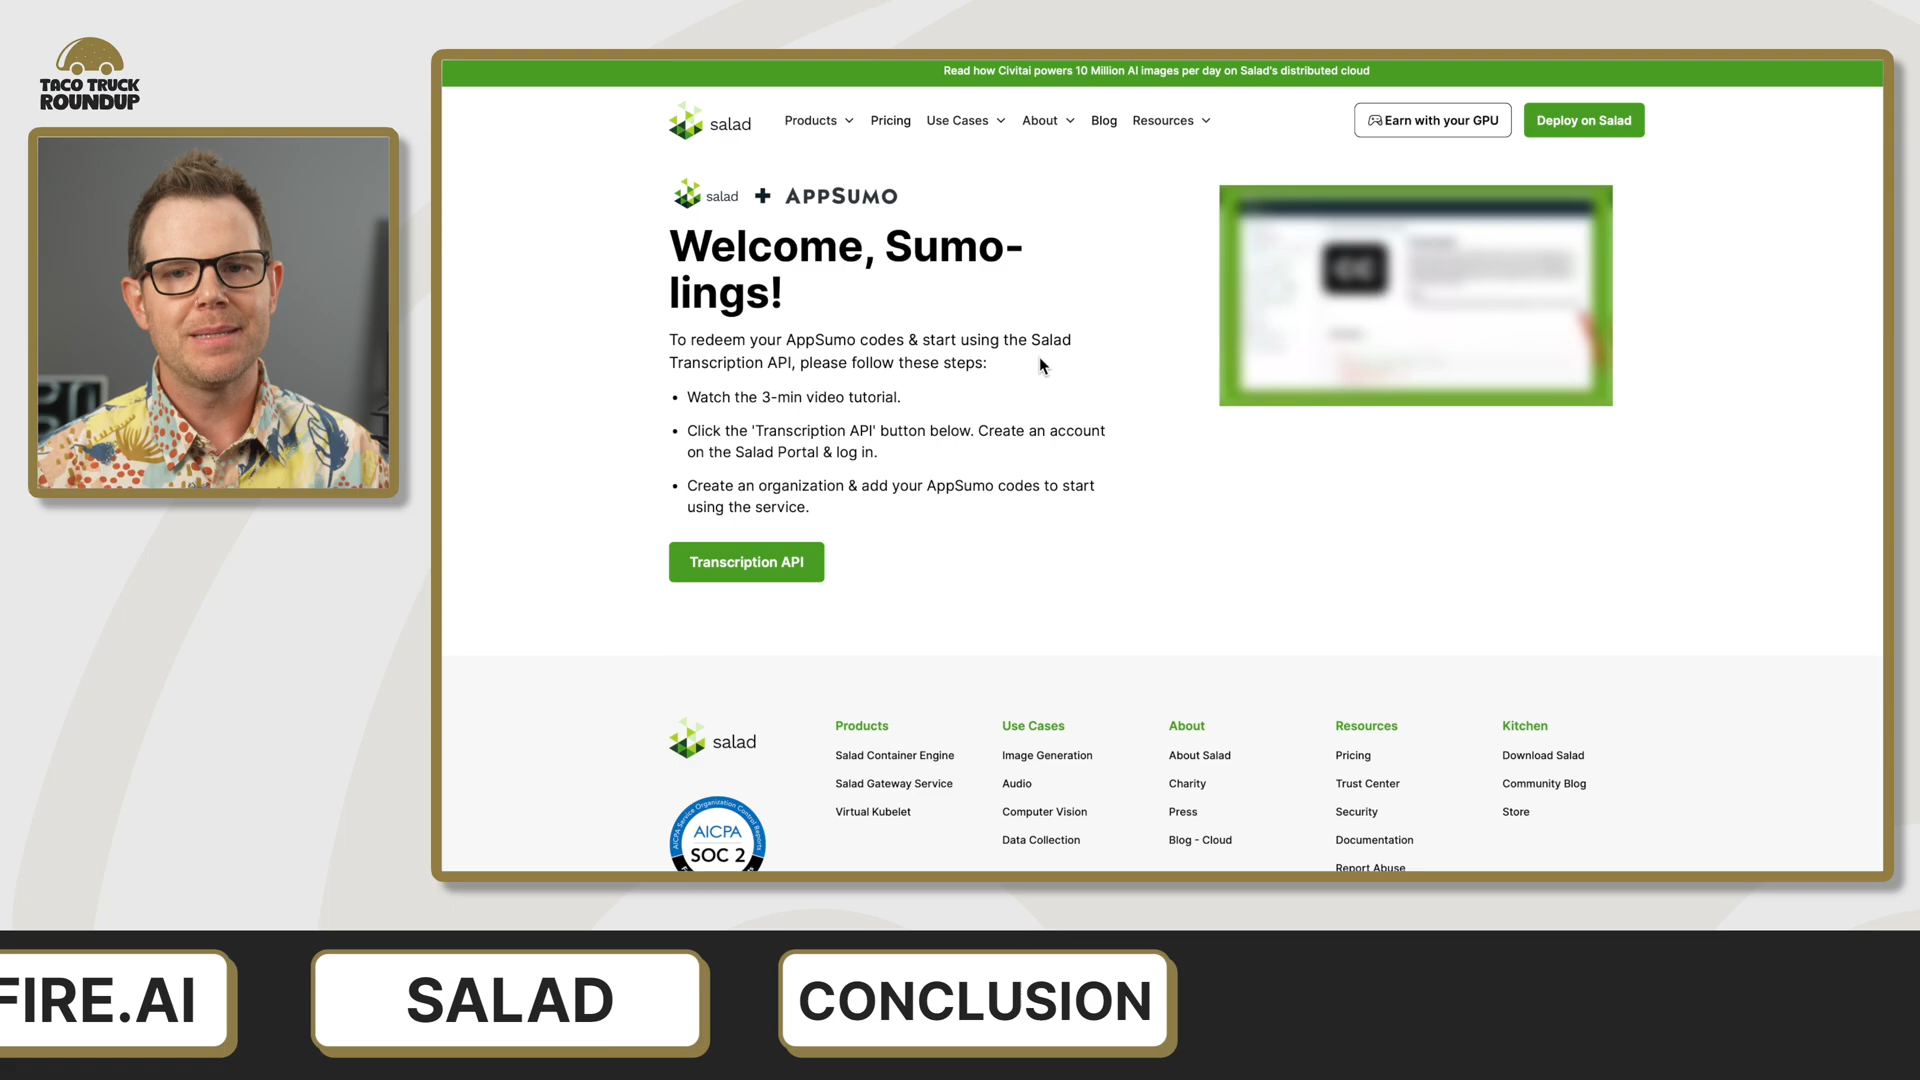 TACO TRUCK
ROUNDUP
Read how Civitai powers 10 Million AI images per day on Salad's distributed cloud
salad
Products
Pricing
Use Cases
About
Blog
Resources
Earn with your GPU
Deploy on Salad
salad + APPSUMO
Welcome, Sumo-
lings!
To redeem your AppSumo codes & start using the Salad
Transcription API, please follow these steps:
• Watch the 3-min video tutorial.
• Click the 'Transcription API' button below. Create an account
on the Salad Portal & log in.
• Create an organization & add your AppSumo codes to start
using the service.
Transcription API
CC
salad
AICPA Service Organization Control Reports
AICPA
SOC 2
Products
Salad Container Engine
Salad Gateway Service
Virtual Kubelet
Use Cases
Image Generation
Audio
Computer Vision
Data Collection
About
About Salad
Charity
Press
Blog - Cloud
Resources
Pricing
Trust Center
Security
Documentation
Report Abuse
Kitchen
Download Salad
Community Blog
Store
FIRE.AI
SALAD
CONCLUSION